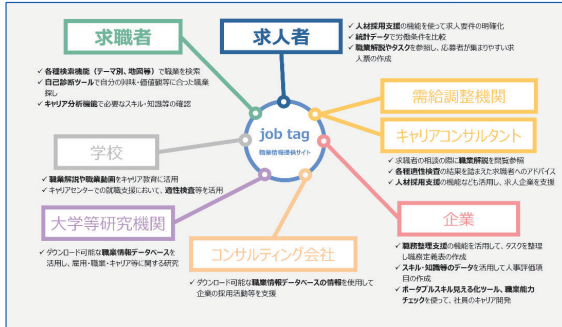 求職者
✓ 各種検索機能（テーマ別、地図等）で職業を検索
✓ 自己診断ツールで自分の興味・価値観等に合った職業
探し
✓ キャリア分析機能で必要なスキル・知識等の確認
求人者
✓ 人材採用支援の機能を使って求人要件の明確化
✓ 統計データで労働条件を比較
✓ 職業解説やタスクを参照し、応募者が集まりやすい求
人票の作成
需給調整機関
キャリアコンサルタント
✓ 求職者の相談の際に職業解説を閲覧参照
✓ 各種適性検査の結果を踏まえた求職者へのアドバイス
✓ 人材採用支援の機能なども活用し、求人企業を支援
job tag
職業情報提供サイト
学校
✓ 職業解説や職業動画をキャリア教育に活用
✓ キャリアセンターでの就職支援において、適性検査等を活用
大学等研究機関
✓ ダウンロード可能な職業情報データベースを
活用し、雇用・職業・キャリア等に関する研究
コンサルティング会社
✓ ダウンロード可能な職業情報データベースの情報を使用して
企業の採用活動等を支援
企業
✓ 職務整理支援の機能を活用して、タスクを整理
し職務定義表の作成
✓ スキル・知識等のデータを活用して人事評価項
目の作成
✓ ポータブルスキル見える化ツール、職業能力
チェックを使って、社員のキャリア開発